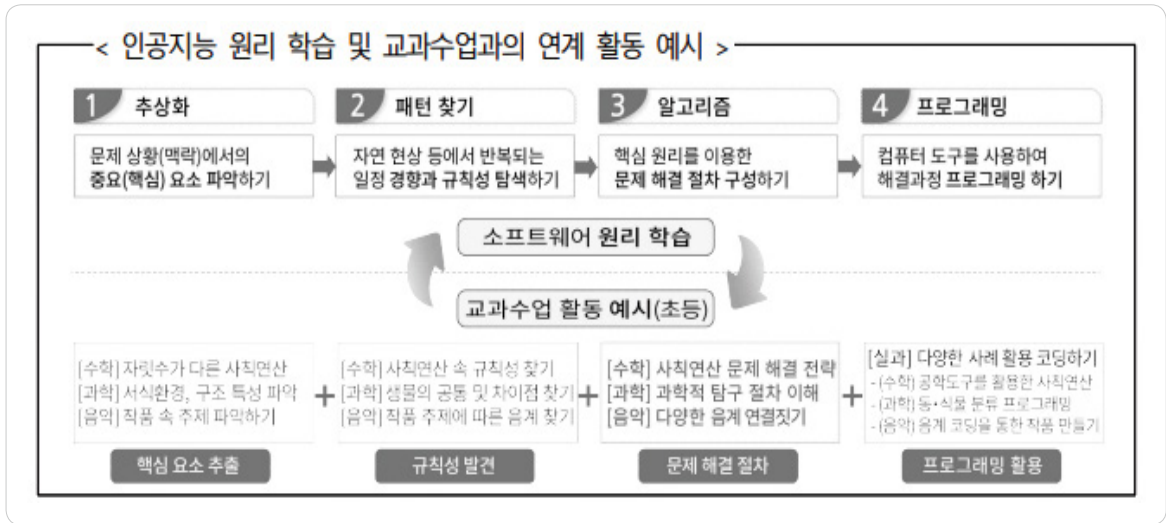 < 인공지능 원리 학습 및 교과수업과의 연계 활동 예시 >
1 추상화
문제 상황(맥락)에서의
중요(핵심) 요소 파악하기
2 패턴 찾기
자연 현상 등에서 반복되는
일정 경향과 규칙성 탐색하기
3 알고리즘
핵심 원리를 이용한
문제 해결 절차 구성하기
4 프로그래밍
컴퓨터 도구를 사용하여
해결과정 프로그래밍 하기
소프트웨어 원리 학습
교과수업 활동 예시(초등)
[수학] 자릿수가 다른 사칙연산
[과학] 서식환경, 구조 특성 파악
[음악] 작품 속 주제 파악하기
핵심 요소 추출
+
[수학] 사칙연산 속 규칙성 찾기
[과학] 생물의 공통 및 차이점 찾기
[음악] 작품 주제에 따른 음계 찾기
규칙성 발견
+
[수학] 사칙연산 문제 해결 전략
[과학] 과학적 탐구 절차 이해
[음악] 다양한 음계 연결짓기
문제 해결 절차
+
[실과] 다양한 사례 활용 코딩하기
- (수학) 공학도구를 활용한 사칙연산
- (과학) 동·식물 분류 프로그래밍
- (음악) 음계 코딩을 통한 작품 만들기
프로그래밍 활용